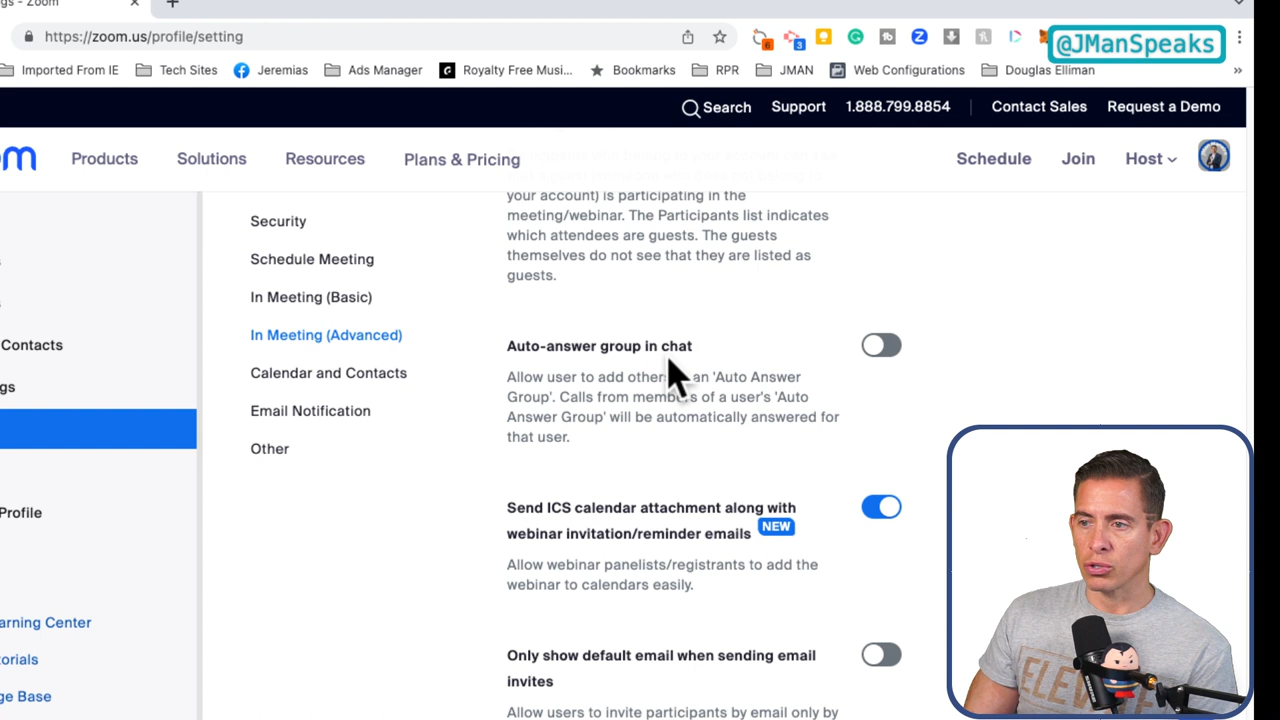 gs - Zoom
https://zoom.us/profile/setting
6
3
@JManSpeaks
Imported From IE
Tech Sites
Jeremias
AdsManager
Royalty Free Musi...
Bookmarks
RPR
JMAN
Web Configurations
Douglas Elliman
»
Search
Support
1.888.799.8854
Contact Sales
Request a Demo
om
Products
Solutions
Resources
Plans & Pricing
Schedule
Join
Host
Contacts
gs
Profile
arning Center
orials
ge Base
Security
Schedule Meeting
In Meeting (Basic)
In Meeting (Advanced)
Calendar and Contacts
Email Notification
Other
your account) is participating in the
meeting/webinar. The Participants list indicates
which attendees are guests. The guests
themselves do not see that they are listed as
guests.
Auto-answer group in chat
Allow user to add other an 'Auto Answer
Group'. Calls from members of a user's 'Auto
Answer Group' will be automatically answered for
that user.
Send ICS calendar attachment along with
webinar invitation/reminder emails NEW
Allow webinar panelists/registrants to add the
webinar to calendars easily.
Only show default email when sending email
invites
Allow users to invite participants by email only by